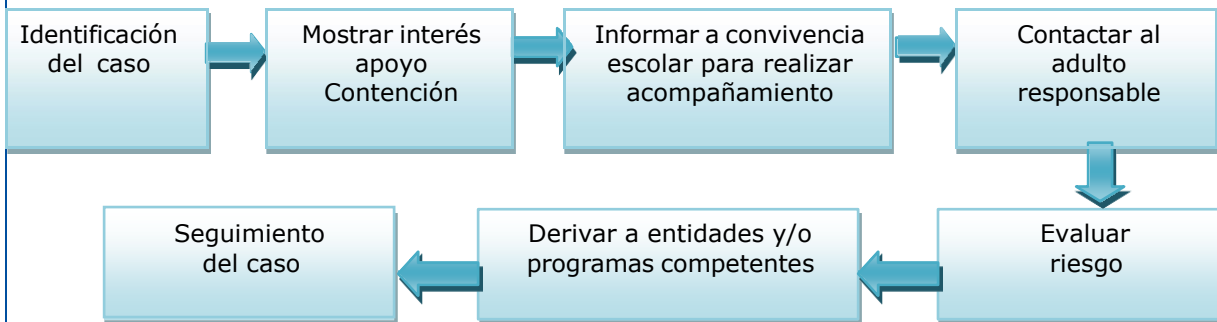 Identificación
del caso
Mostrar interés
apoyo
Contención
Informar a convivencia
escolar para realizar
acompañamiento
Contactar al
adulto
responsable
Evaluar
riesgo
Derivar a entidades y/o
programas competentes
Seguimiento
del caso